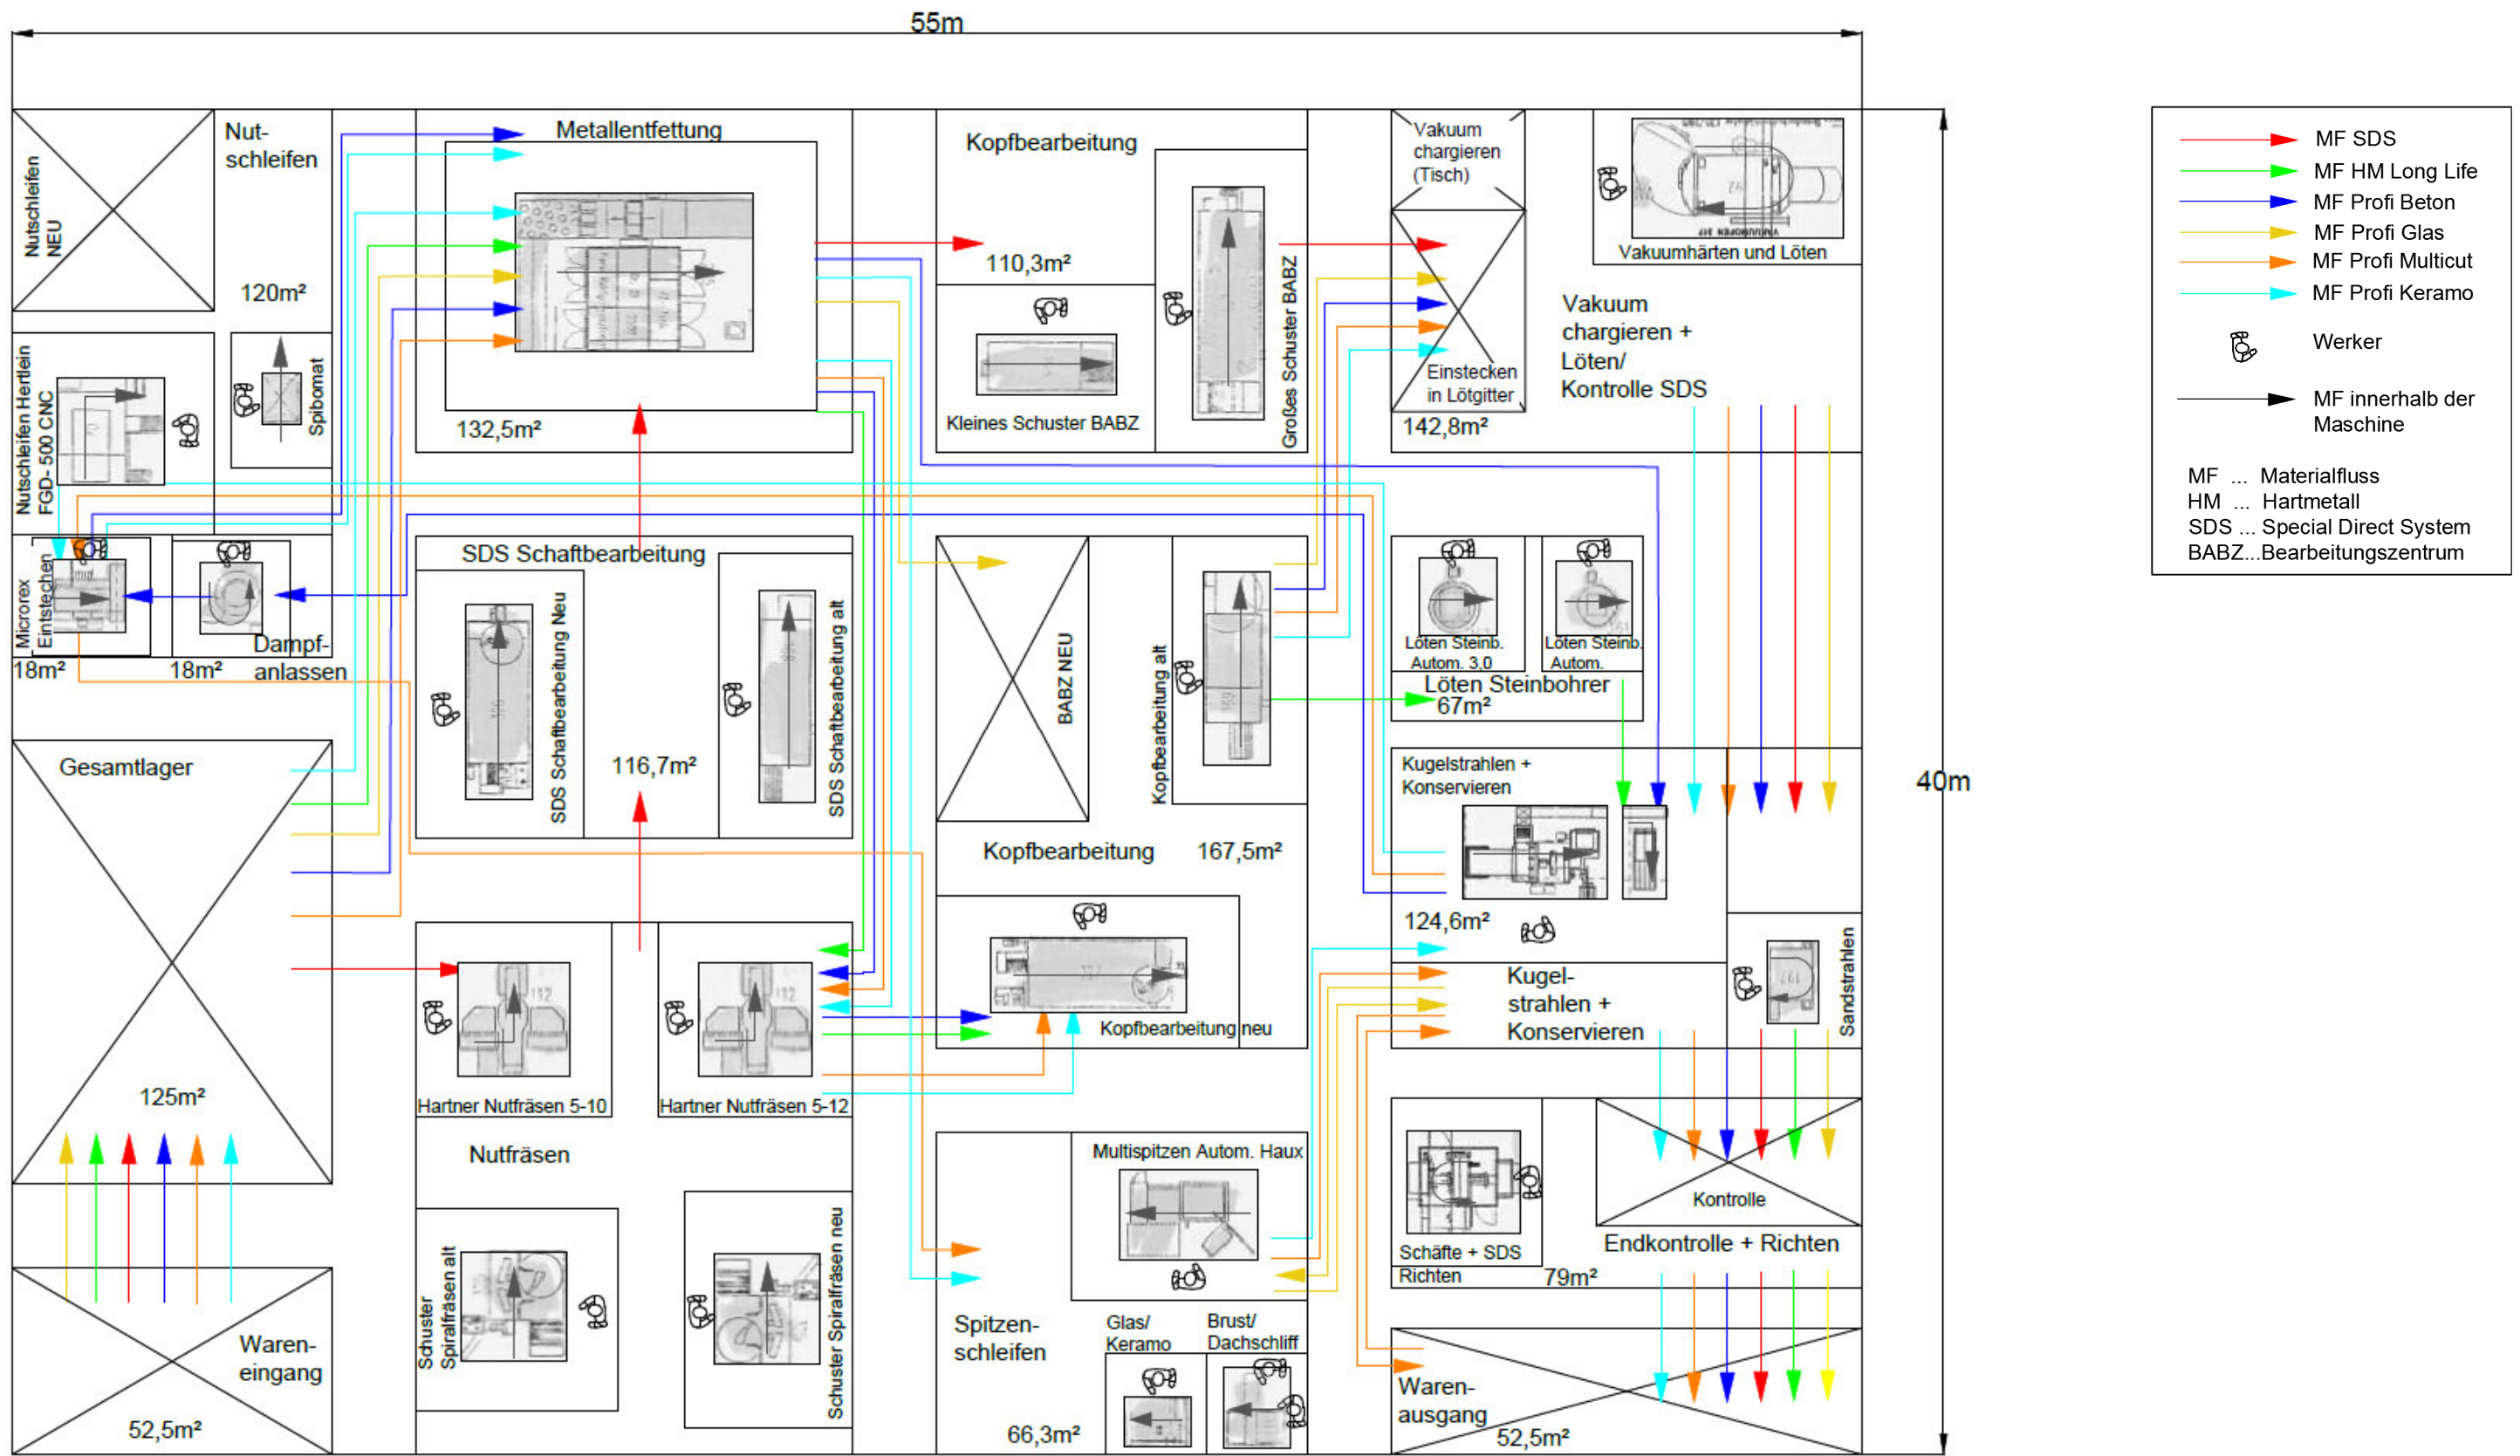 55m
Nutschleifen
NEU
Nut-
schleifen
120m²
Nutschleifen Hertlein
FGD- 500 CNC
Spibomat
Microrex
Eintstechen
18m²
18m²
Dampf-
anlassen
Gesamtlager
125m²
Waren-
eingang
52,5m²
Metallentfettung
132,5m²
SDS Schaftbearbeitung
SDS Schaftbearbeitung Neu
116,7m²
SDS Schaftbearbeitung alt
Hartner Nutfräsen 5-10
Hartner Nutfräsen 5-12
Nutfräsen
Schuster
Spiralfräsen alt
Schuster Spiralfräsen neu
Kopfbearbeitung
110,3m²
Kleines Schuster BABZ
Großes Schuster BABZ
BABZ NEU
Kopfbearbeitung alt
Kopfbearbeitung
167,5m²
Kopfbearbeitung neu
Multispitzen Autom. Haux
Spitzen-
schleifen
Glas/
Keramo
Brust/
Dachschliff
66,3m²
Vakuum
chargieren
(Tisch)
Einstecken
in Lötgitter
142,8m²
Vakuumhärten und Löten
Vakuum
chargieren +
Löten/
Kontrolle SDS
Löten Steinb.
Autom. 3,0
Löten Steinb.
Autom.
Löten Steinbohrer
67m²
Kugelstrahlen +
Konservieren
124,6m²
Kugel-
strahlen +
Konservieren
Sandstrahlen
Schäfte + SDS
Richten
Kontrolle
Endkontrolle + Richten
79m²
Waren-
ausgang
52,5m²
40m
MF SDS
MF HM Long Life
MF Profi Beton
MF Profi Glas
MF Profi Multicut
MF Profi Keramo
Werker
MF innerhalb der
Maschine
MF ... Materialfluss
HM ... Hartmetall
SDS ... Special Direct System
BABZ...Bearbeitungszentrum